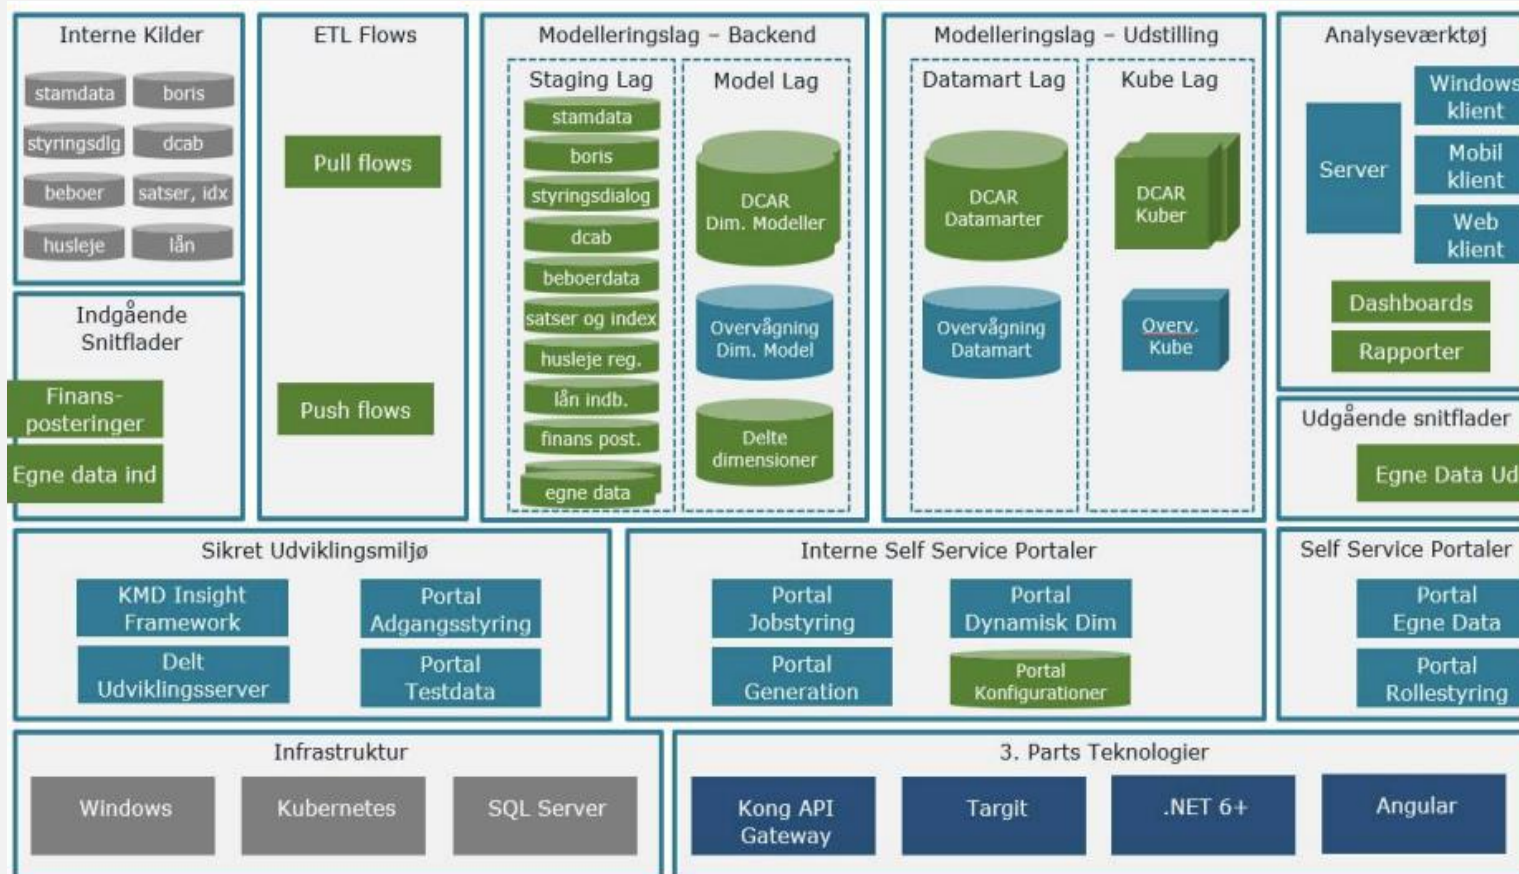 Interne Kilder
stamdata
boris
styringsdlg
dcab
beboer
satser, idx
husleje
lån
Indgående
Snitflader
Finans-
posteringer
Egne data ind
ETL Flows
Pull flows
Push flows
Modelleringslag – Backend
Staging Lag
stamdata
boris
styringsdialog
dcab
beboerdata
satser og index
husleje reg.
lån indb.
finans post.
egne data
Model Lag
DCAR
Dim. Modeller
Overvågning
Dim. Model
Delte
dimensioner
Modelleringslag – Udstilling
Datamart Lag
DCAR
Datamarter
Overvågning
Datamart
Kube Lag
DCAR
Kuber
Overv.
Kube
Analyseværktøj
Server
Windows
klient
Mobil
klient
Web
klient
Dashboards
Rapporter
Udgående snitflader
Egne Data Ud
Sikret Udviklingsmiljø
KMD Insight
Framework
Portal
Adgangsstyring
Delt
Udviklingsserver
Portal
Testdata
Interne Self Service Portaler
Portal
Jobstyring
Portal
Dynamisk Dim
Portal
Generation
Portal
Konfigurationer
Self Service Portaler
Portal
Egne Data
Portal
Rollestyring
Infrastruktur
Windows
Kubernetes
SQL Server
3. Parts Teknologier
Kong API
Gateway
Targit
.NET 6+
Angular